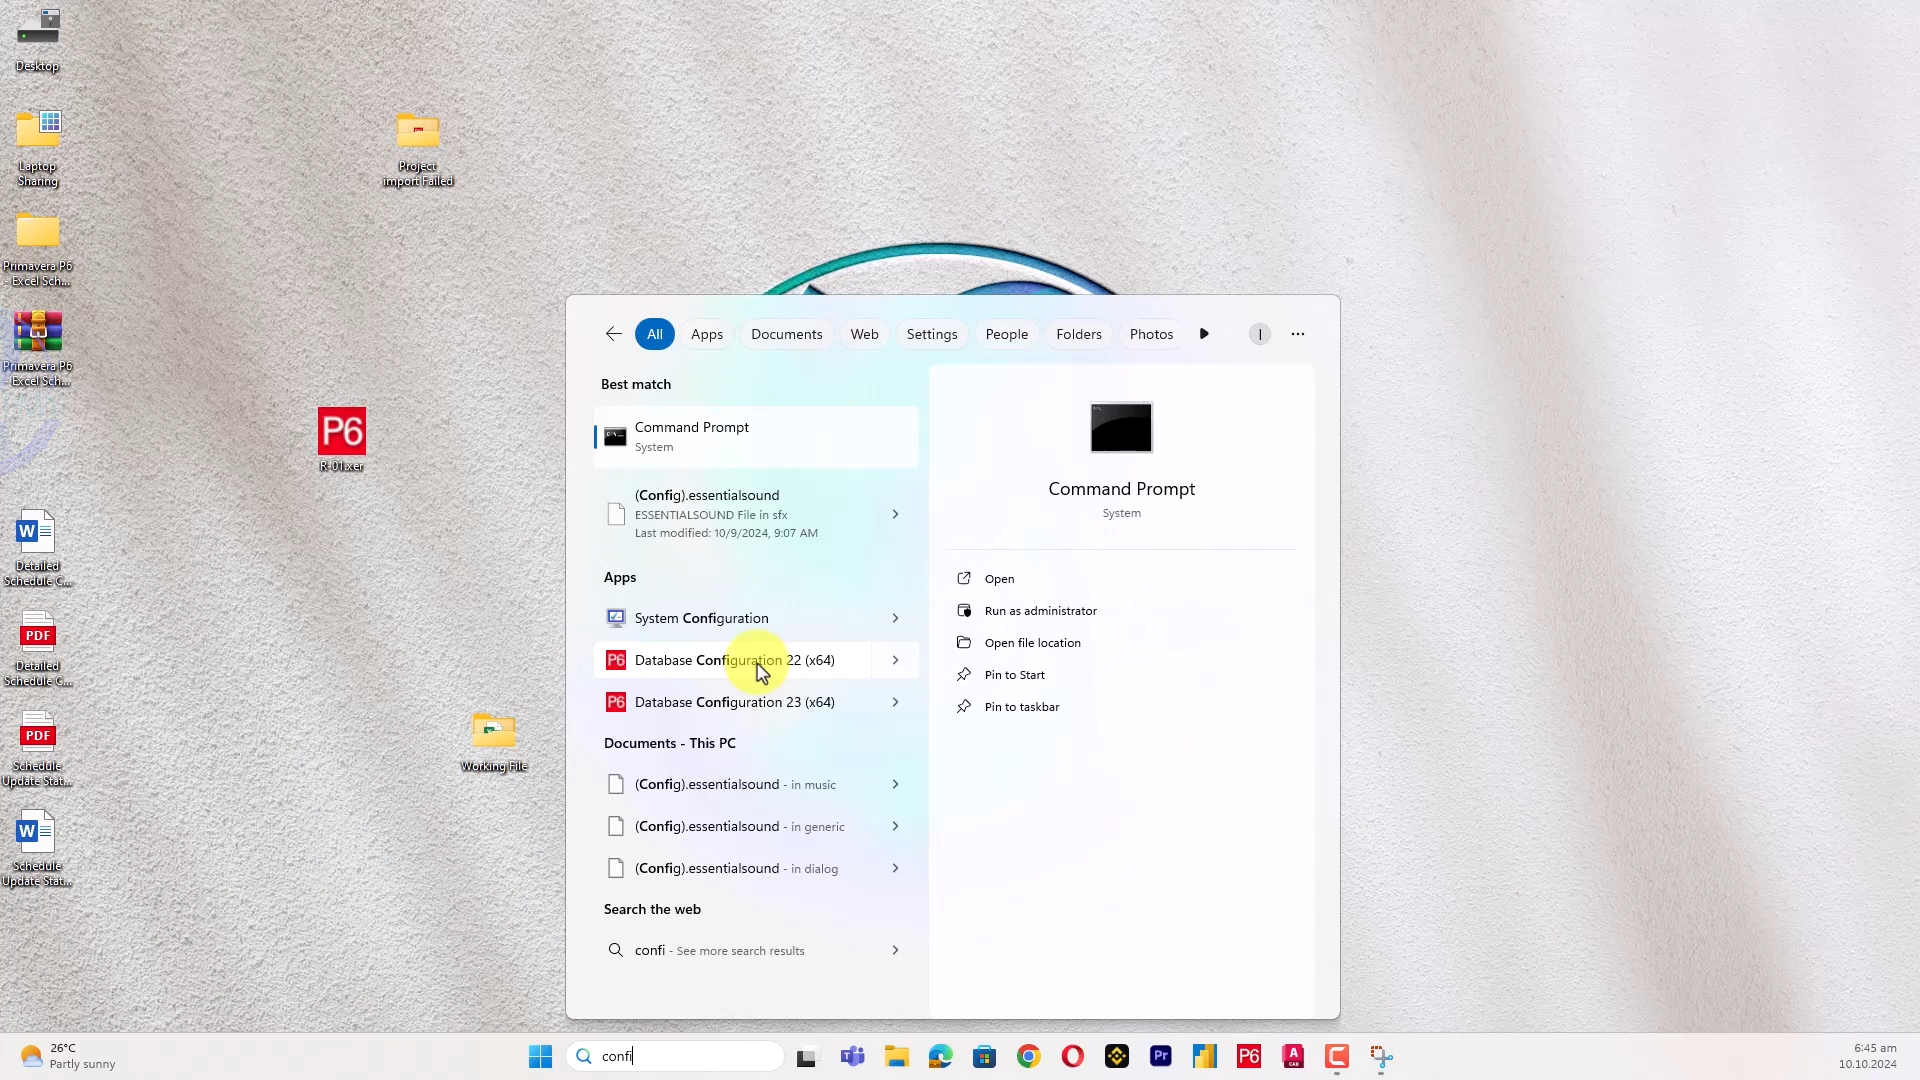 Desktop
Laptop
Sharing
Primavera P6
- Excel Sch...
Primavera P6
- Excel Sch...
Detailed
Schedule C...
PDF
Detailed
Schedule C...
PDF
Schedule
Update Stat...
Schedule
Update Stat...
Project
import Failed
P6
R-01.xer
Working File
All
Apps
Documents
Web
Settings
People
Folders
Photos
Best match
Command Prompt
System
(Config).essentialsound
ESSENTIALSOUND File in sfx
Last modified: 10/9/2024, 9:07 AM
Apps
System Configuration
P6 Database Configuration 22 (x64)
P6 Database Configuration 23 (x64)
Documents - This PC
(Config).essentialsound - in music
(Config).essentialsound - in generic
(Config).essentialsound - in dialog
Search the web
confi - See more search results
Command Prompt
System
Open
Run as administrator
Open file location
Pin to Start
Pin to taskbar
26°C
Partly sunny
confi
Pr
P6
A
CAD
6:45 am
10.10.2024